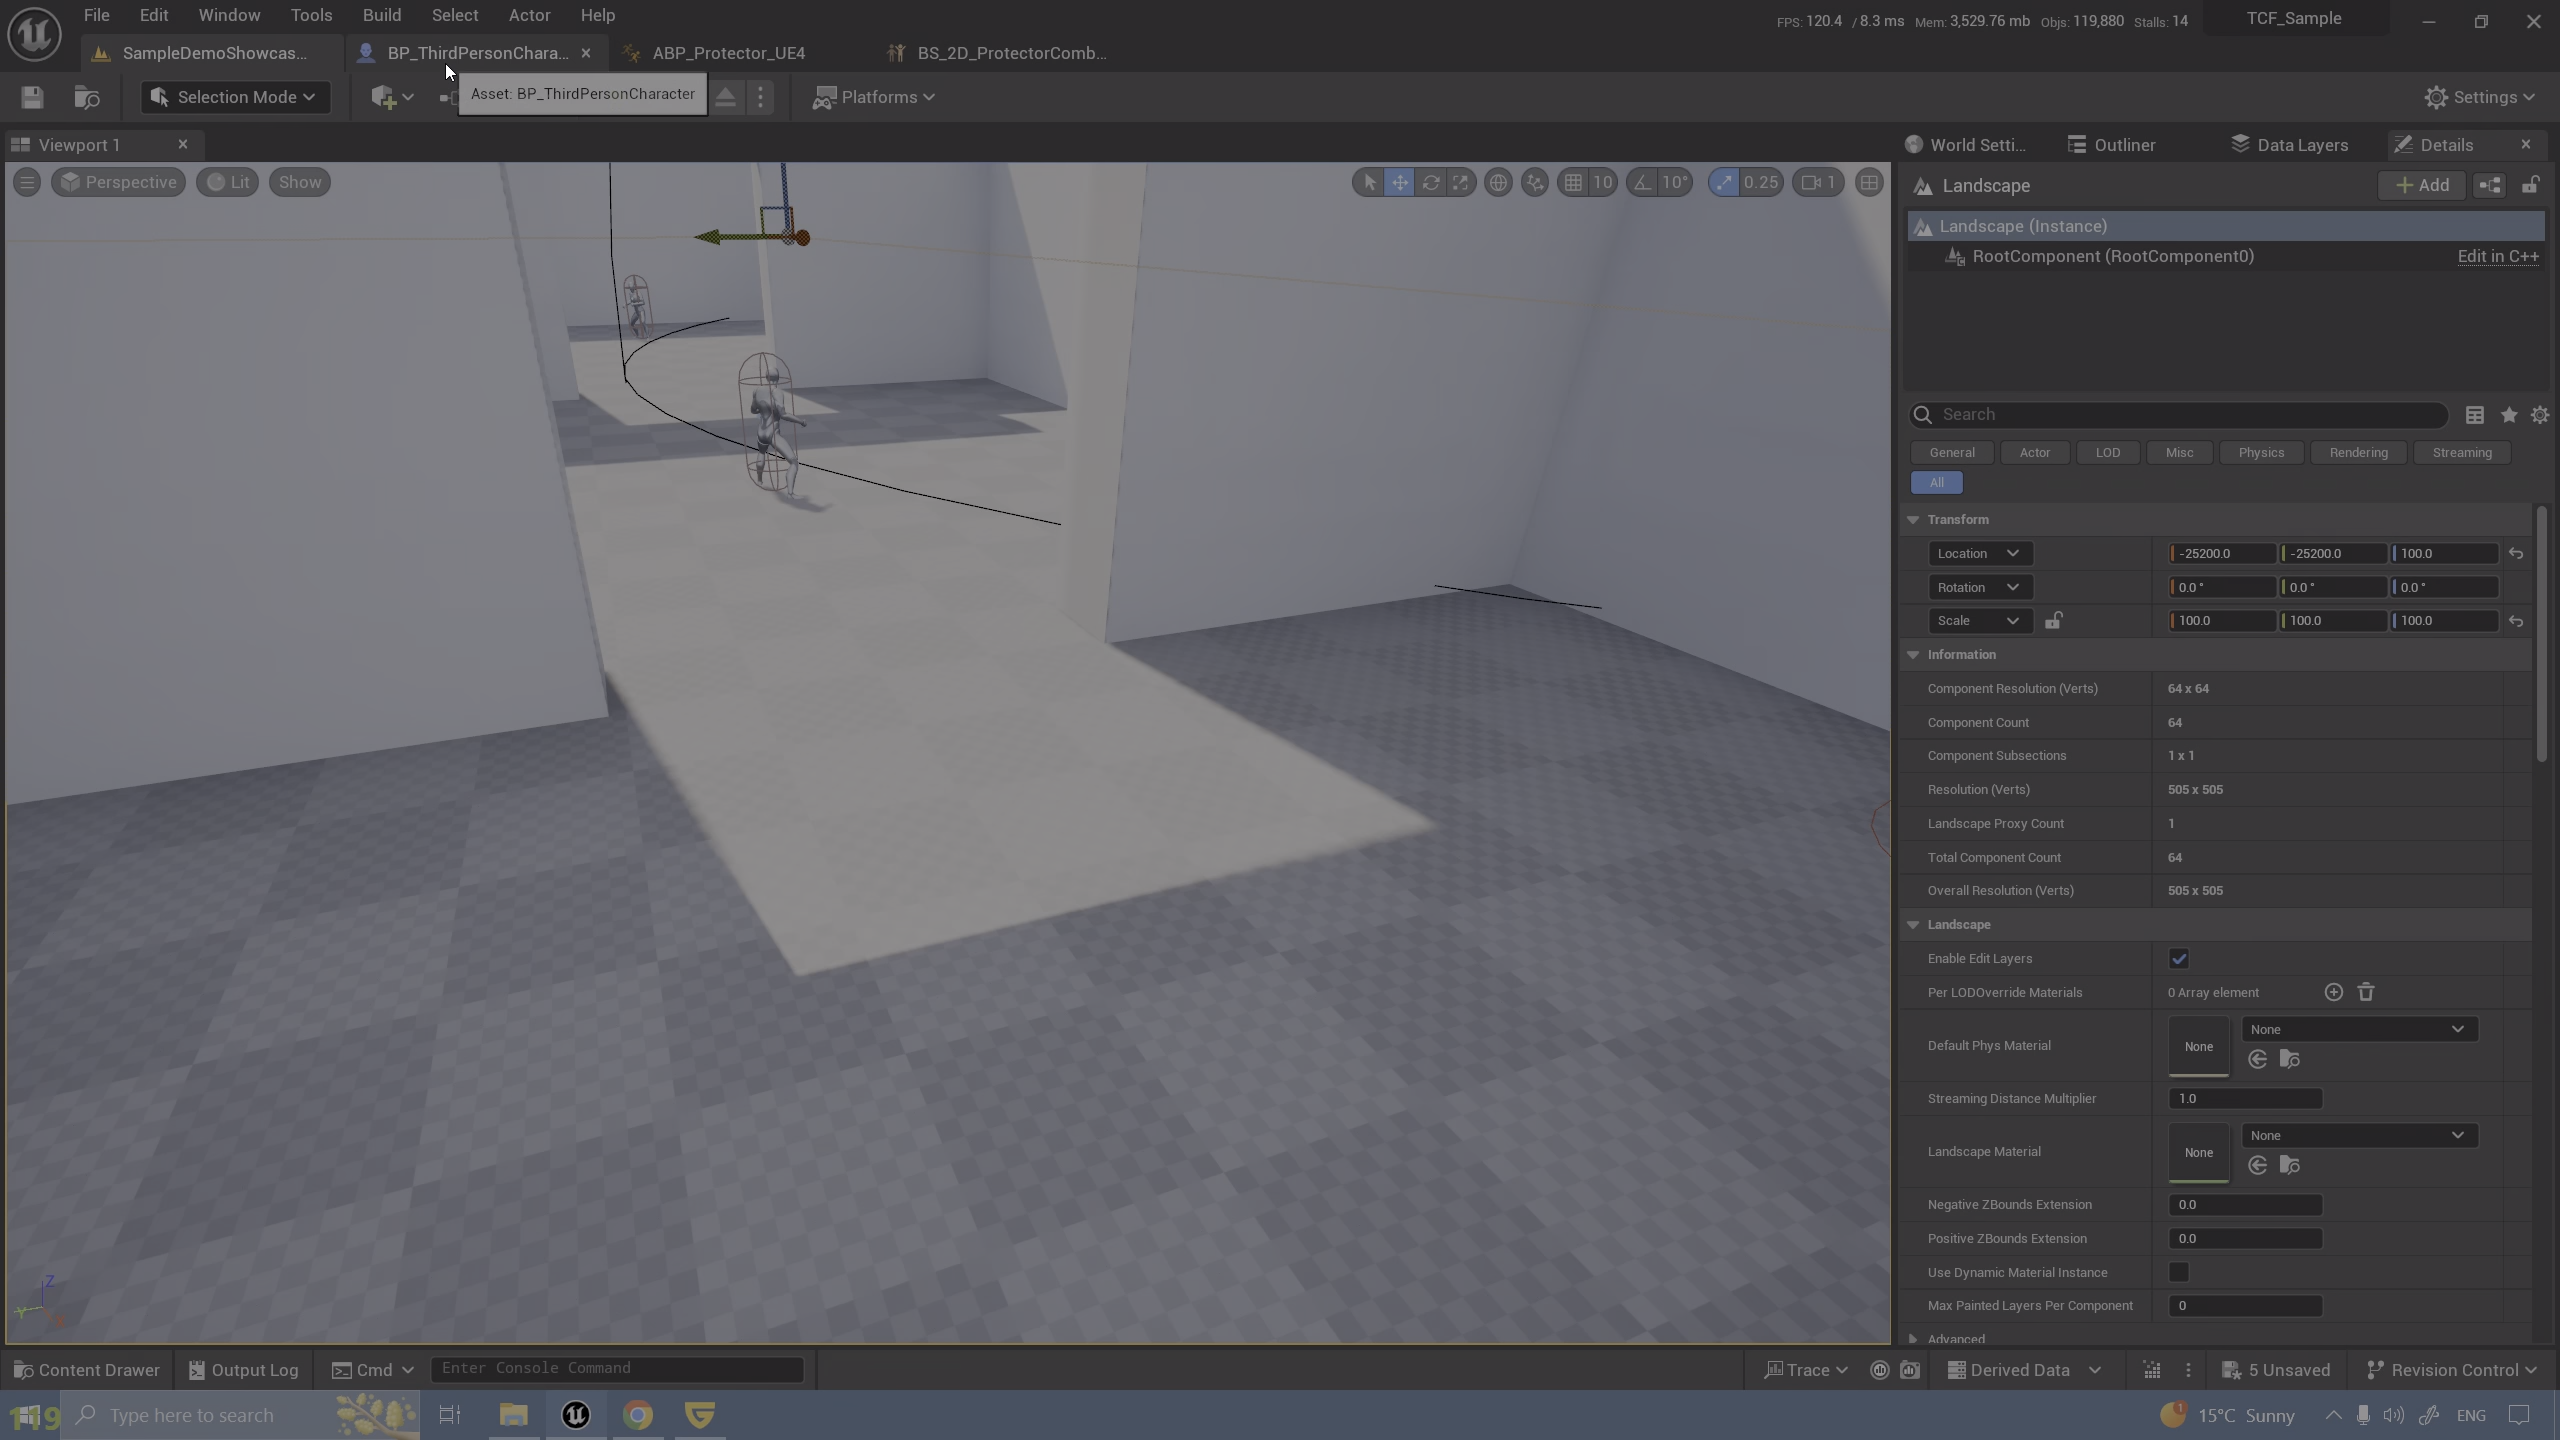 File Edit Window Tools Build Select Actor Help
FPS: 120.4 / 8.3 ms Mem: 3,529.76 mb Objs: 119,880 Stalls: 14
TCF_Sample
SampleDemoShowcas...
BP_ThirdPersonChara...
ABP_Protector_UE4
BS_2D_ProtectorComb...
Selection Mode
Asset: BP_ThirdPersonCharacter
Platforms
Settings
Viewport 1
World Setti...
Outliner
Data Layers
Details
Perspective
Lit
Show
10
10°
0.25
1
Landscape
Add
Landscape (Instance)
RootComponent (RootComponent0)
Edit in C++
Search
General Actor LOD Misc Physics Rendering Streaming
All
Transform
Location -25200.0 -25200.0 100.0
Rotation 0.0 ° 0.0 ° 0.0 °
Scale 100.0 100.0 100.0
Information
Component Resolution (Verts) 64 x 64
Component Count 64
Component Subsections 1 x 1
Resolution (Verts) 505 x 505
Landscape Proxy Count 1
Total Component Count 64
Overall Resolution (Verts) 505 x 505
Landscape
Enable Edit Layers
Per LODOverride Materials 0 Array element
None
Default Phys Material None
Streaming Distance Multiplier 1.0
None
Landscape Material None
Negative ZBounds Extension 0.0
Positive ZBounds Extension 0.0
Use Dynamic Material Instance
Max Painted Layers Per Component 0
Advanced
Z
Y
Content Drawer
Output Log
Cmd
Enter Console Command
Trace
Derived Data
5 Unsaved
Revision Control
119
Type here to search
1
15°C Sunny
ENG